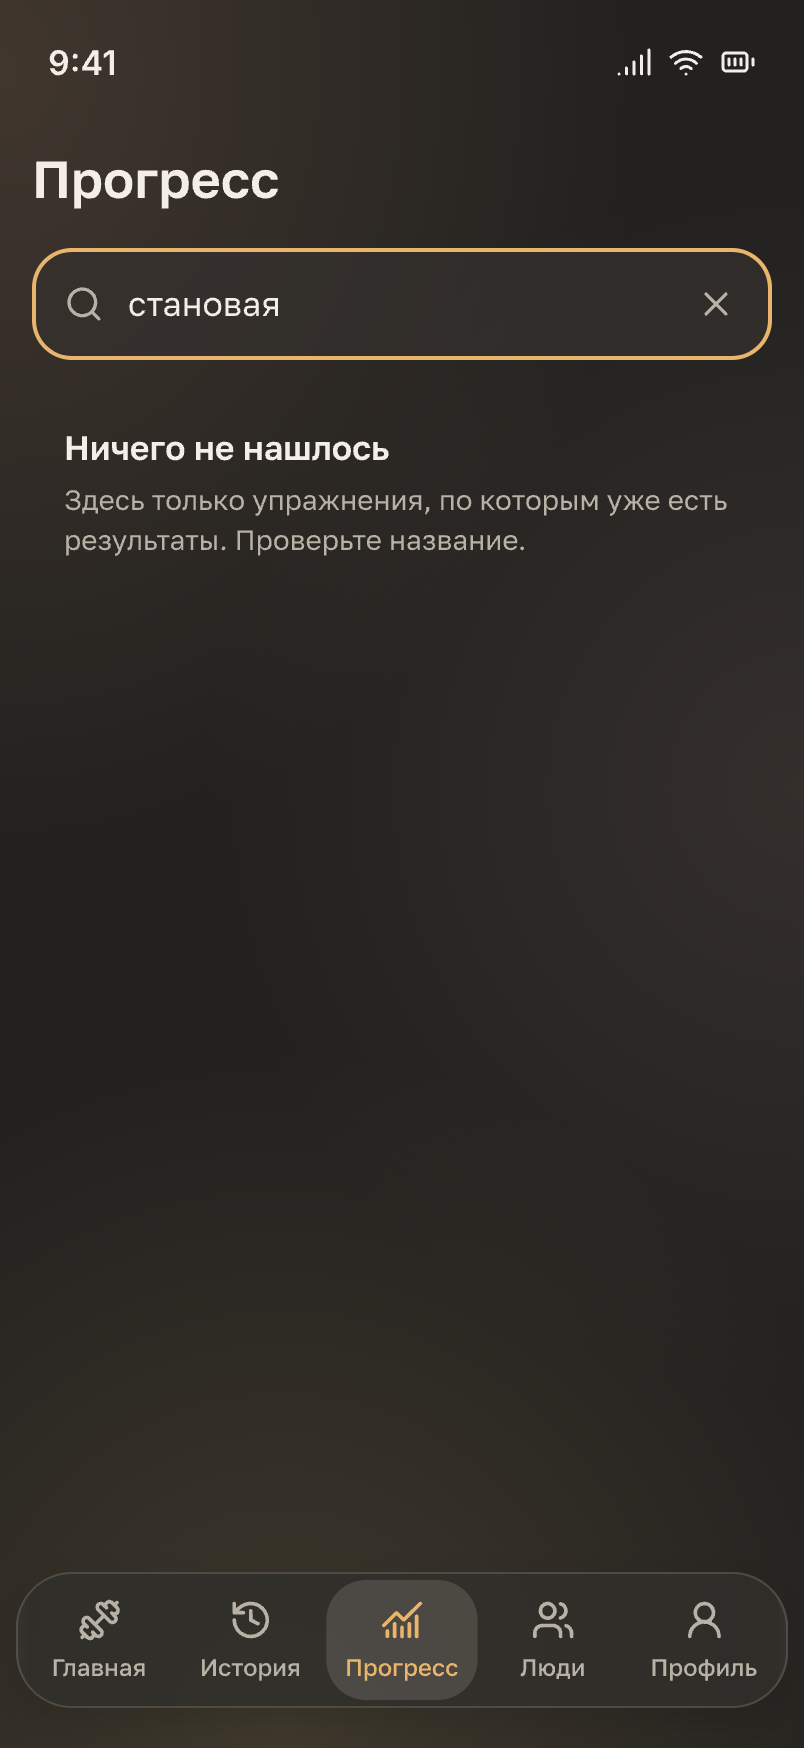 9:41
Прогресс
становая
Ничего не нашлось
Здесь только упражнения, по которым уже есть
результаты. Проверьте название.
Главная
История
Прогресс
Люди
Профиль